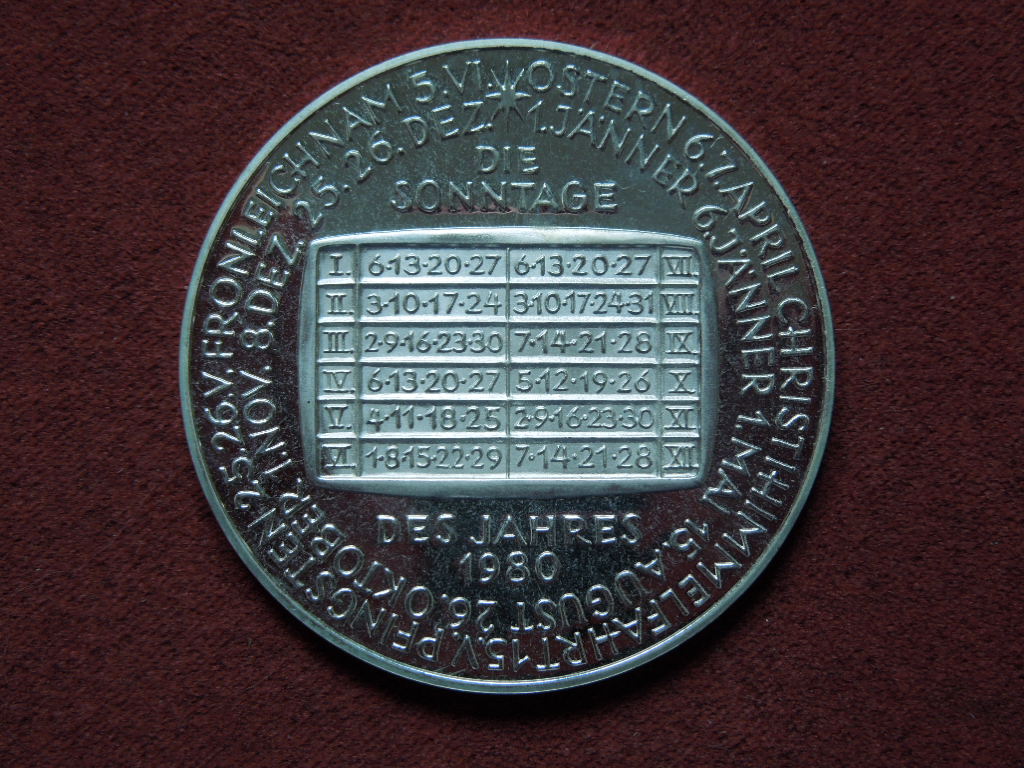 OSTERN 6.7. APRIL CHRISTI HIMMELFAHRT 15.V. PFINGSTEN 25.26.V. FRONLEICHNAM 5.VI.
1. JÄNNER 6. JÄNNER 1. MAI 15. AUGUST 26. OKTOBER 1. NOV. 8. DEZ. 25. 26. DEZ.
DIE
SONNTAGE
I. 6·13·20·27 6·13·20·27 VII.
II. 3·10·17·24 3·10·17·24·31 VIII.
III. 2·9·16·23·30 7·14·21·28 IX.
IV. 6·13·20·27 5·12·19·26 X.
V. 4·11·18·25 2·9·16·23·30 XI.
VI. 1·8·15·22·29 7·14·21·28 XII.
DES JAHRES
1980